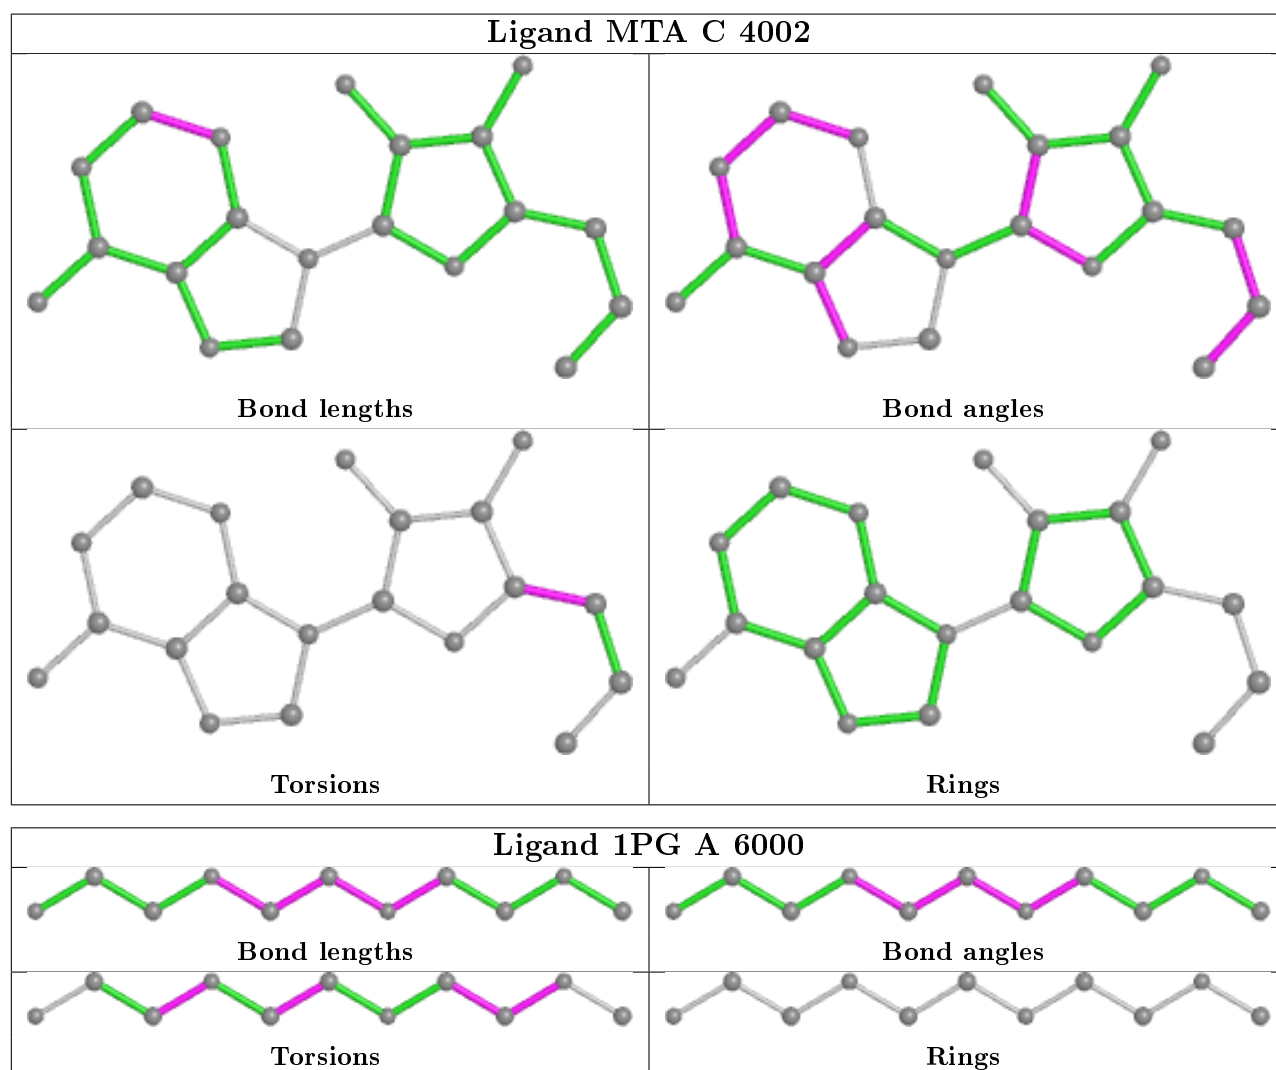 Ligand MTA C 4002
Bond lengths
Bond angles
Torsions
Rings
Ligand 1PG A 6000
Bond lengths
Bond angles
Torsions
Rings